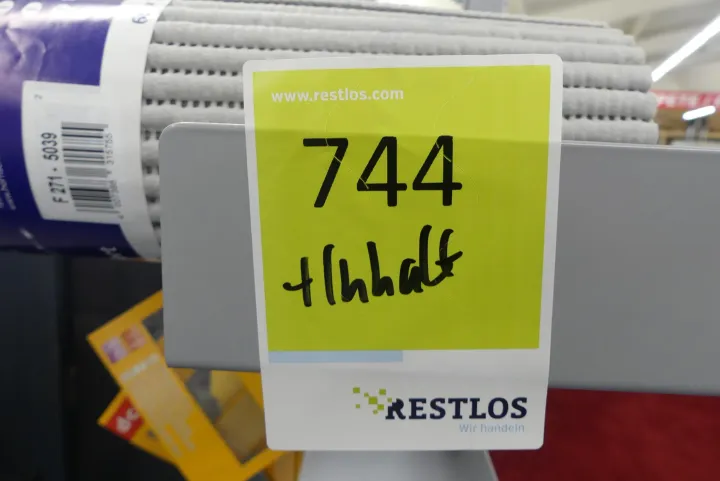 www.restlos.com
744
+Inhalt
RESTLOS
Wir handeln
F 271 - 5039